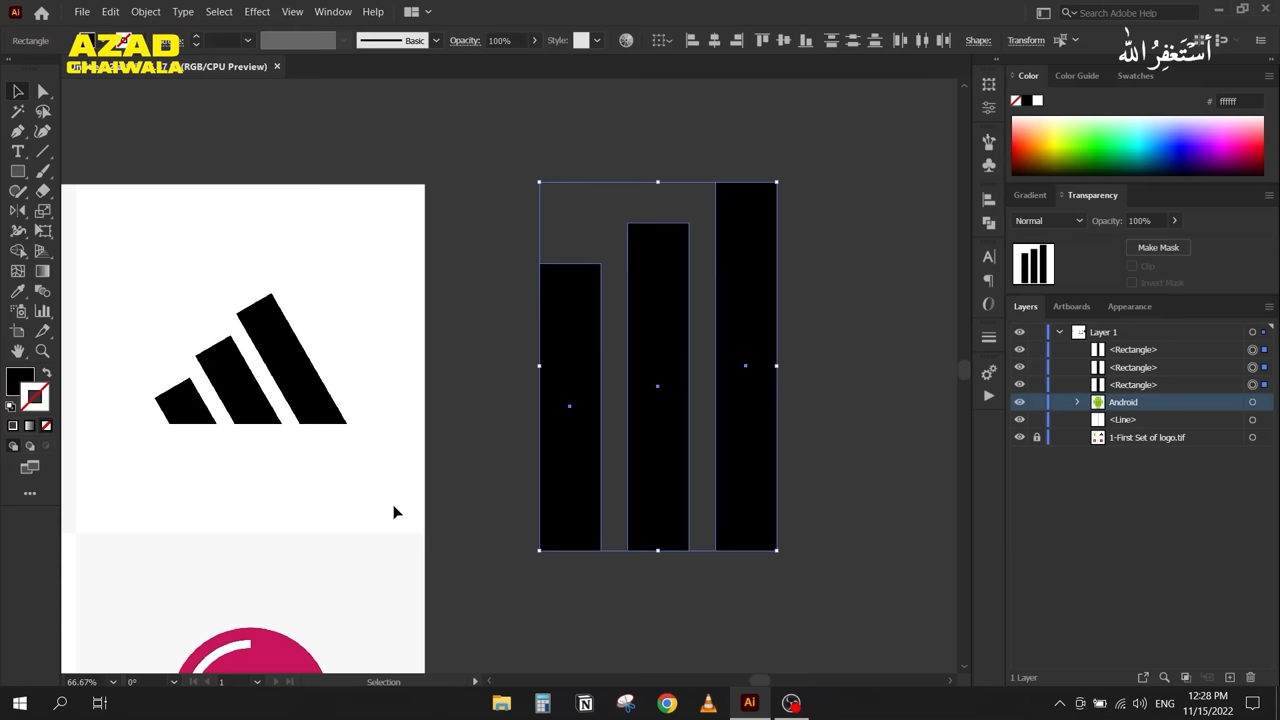 File Edit Object Type Select Effect View Window Help
Search Adobe Help
Rectangle
Basic
Opacity: 100%
Style:
Shape:
Transform
أستغفر الله
AZAD
CHAIWALA
(RGB/CPU Preview)
Color Color Guide Swatches
# ffffff
Gradient Transparency
Normal Opacity: 100%
Make Mask
Clip
Invert Mask
Layers Artboards Appearance
Layer 1
<Rectangle>
<Rectangle>
<Rectangle>
Android
<Line>
1-First Set of logo.tif
66.67% 0° 1 Selection
1 Layer
ENG
12:28 PM
11/15/2022